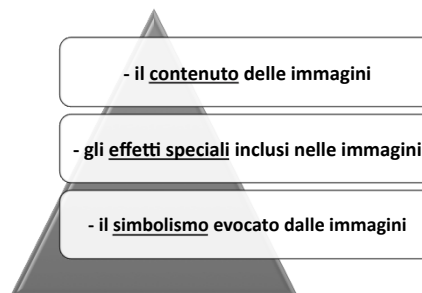 - il contenuto delle immagini
- gli effetti speciali inclusi nelle immagini
- il simbolismo evocato dalle immagini